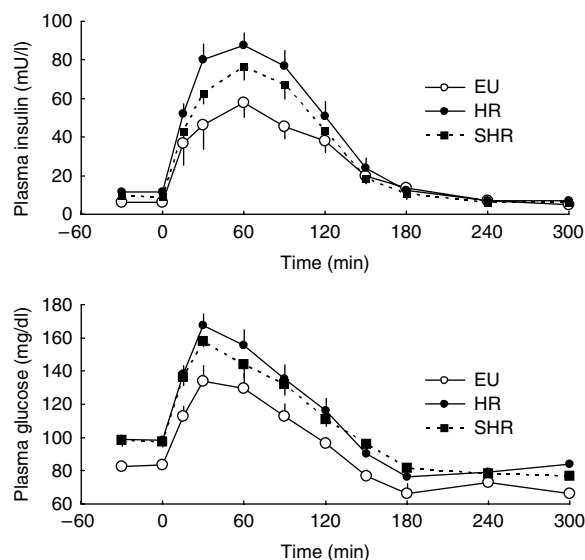 100
80
60
40
20
0
Plasma insulin (mU/l)
EU
HR
SHR
−60 0 60 120 180 240 300
Time (min)
180
160
140
120
100
80
60
Plasma glucose (mg/dl)
EU
HR
SHR
−60 0 60 120 180 240 300
Time (min)